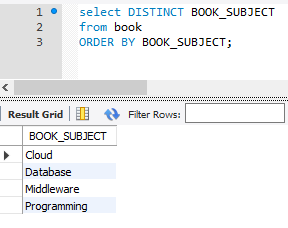 1 select DISTINCT BOOK_SUBJECT
2 from book
3 ORDER BY BOOK_SUBJECT;
Result Grid Filter Rows:
BOOK_SUBJECT
Cloud
Database
Middleware
Programming